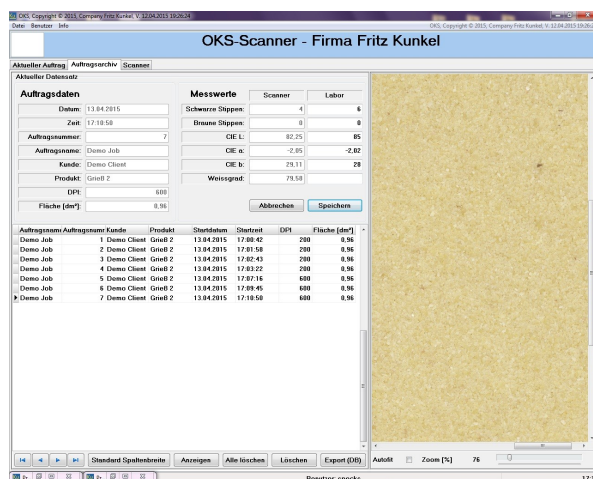 OKS, Copyright © 2015, Company Fritz Kunkel, V. 12.04.2015 19:26:24
Datei Benutzer Info
OKS, Copyright © 2015, Company Fritz Kunkel, V. 12.04.2015 19:26:2
OKS-Scanner - Firma Fritz Kunkel
Aktueller Auftrag Auftragsarchiv Scanner
Aktueller Datensatz
Auftragsdaten Messwerte Scanner Labor
Datum: 13.04.2015 Schwarze Stippen: 4 6
Zeit: 17:10:50 Braune Stippen: 0 0
Auftragsnummer: 7 CIE L: 82,25 85
Auftragsname: Demo Job CIE a: -2,05 -2,02
Kunde: Demo Client CIE b: 29,11 28
Produkt: Grieß 2 Weissgrad: 79,58
DPI: 600
Fläche [dm²]: 0,96 Abbrechen Speichern
Auftragsname Auftragsnumr Kunde Produkt Startdatum Startzeit DPI Fläche [dm²]
Demo Job 1 Demo Client Grieß 2 13.04.2015 17:00:42 200 0,96
Demo Job 2 Demo Client Grieß 2 13.04.2015 17:01:58 200 0,96
Demo Job 3 Demo Client Grieß 2 13.04.2015 17:02:43 200 0,96
Demo Job 4 Demo Client Grieß 2 13.04.2015 17:03:22 200 0,96
Demo Job 5 Demo Client Grieß 2 13.04.2015 17:07:16 600 0,96
Demo Job 6 Demo Client Grieß 2 13.04.2015 17:09:45 600 0,96
Demo Job 7 Demo Client Grieß 2 13.04.2015 17:10:50 600 0,96
Standard Spaltenbreite Anzeigen Alle löschen Löschen Export (DB) Autofit Zoom [%] 76